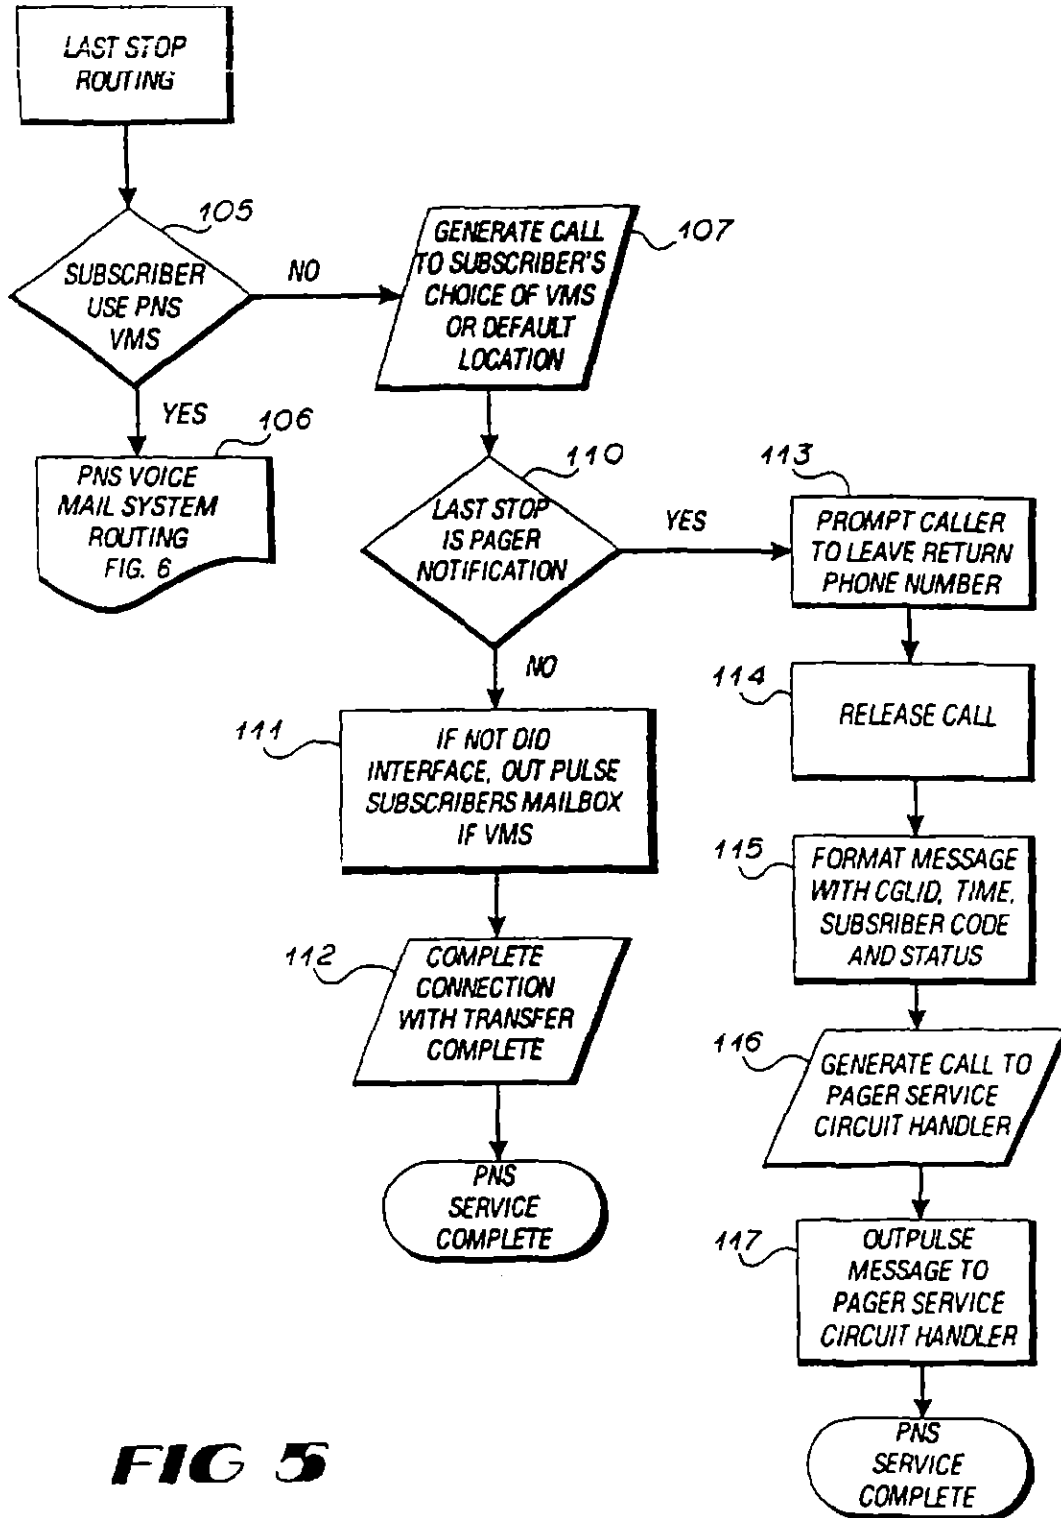 LAST STOP
ROUTING
105
SUBSCRIBER
USE PNS
VMS
NO
YES
106
PNS VOICE
MAIL SYSTEM
ROUTING
FIG. 6
107
GENERATE CALL
TO SUBSCRIBER'S
CHOICE OF VMS
OR DEFAULT
LOCATION
110
LAST STOP
IS PAGER
NOTIFICATION
YES
NO
111
IF NOT DID
INTERFACE, OUT PULSE
SUBSCRIBERS MAILBOX
IF VMS
112
COMPLETE
CONNECTION
WITH TRANSFER
COMPLETE
PNS
SERVICE
COMPLETE
113
PROMPT CALLER
TO LEAVE RETURN
PHONE NUMBER
114
RELEASE CALL
115
FORMAT MESSAGE
WITH CGLID, TIME,
SUBSRIBER CODE
AND STATUS
116
GENERATE CALL TO
PAGER SERVICE
CIRCUIT HANDLER
117
OUTPULSE
MESSAGE TO
PAGER SERVICE
CIRCUIT HANDLER
PNS
SERVICE
COMPLETE
FIG 5